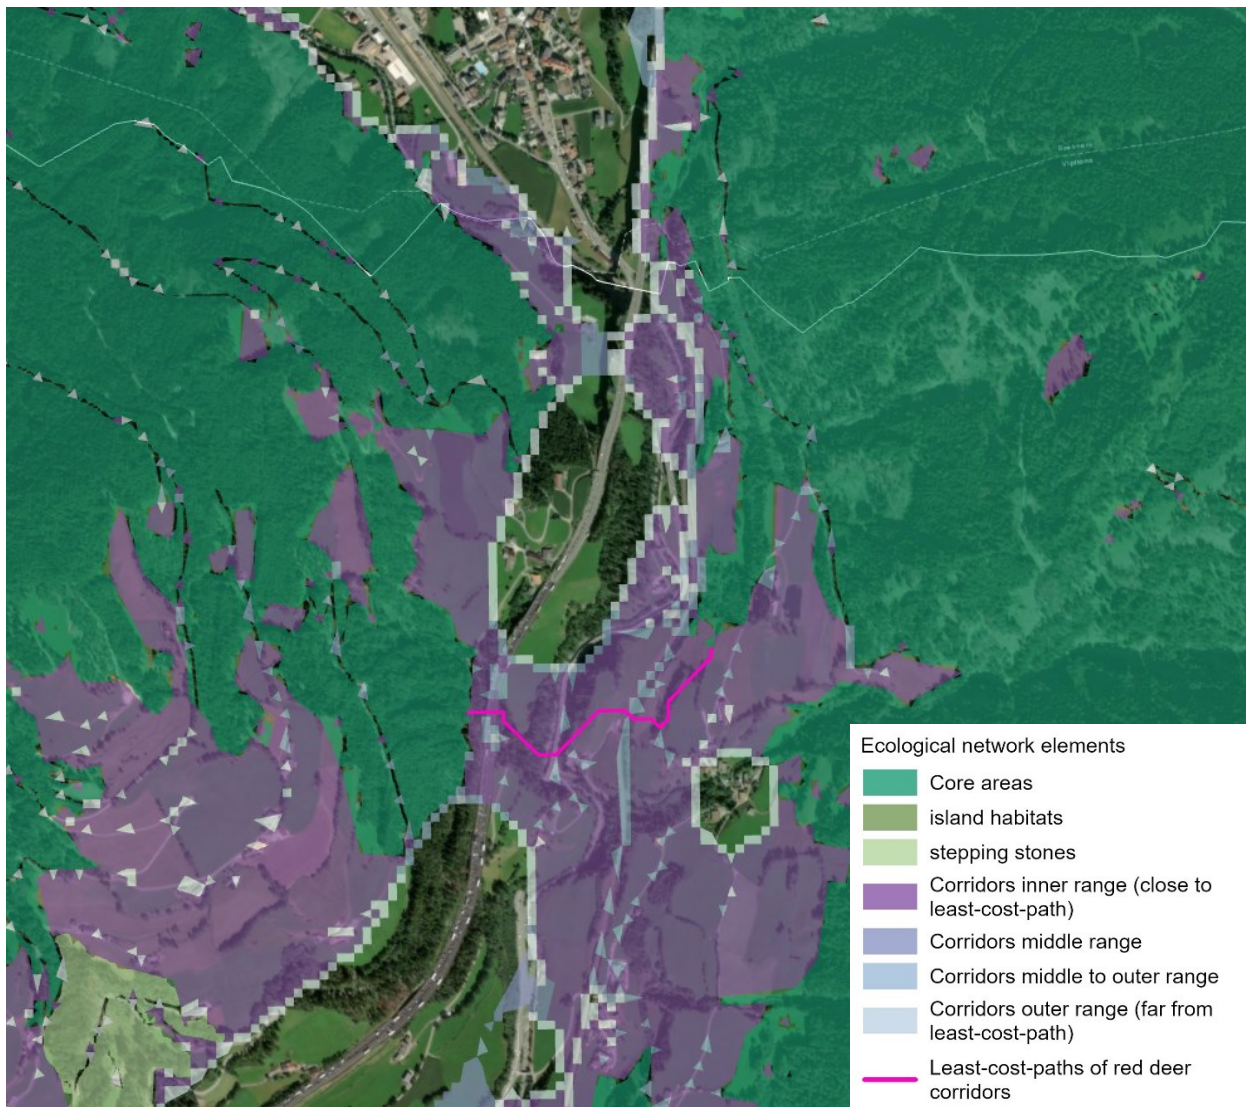 Brennero
Vipiteno
Ecological network elements
Core areas
island habitats
stepping stones
Corridors inner range (close to
least-cost-path)
Corridors middle range
Corridors middle to outer range
Corridors outer range (far from
least-cost-path)
Least-cost-paths of red deer
corridors